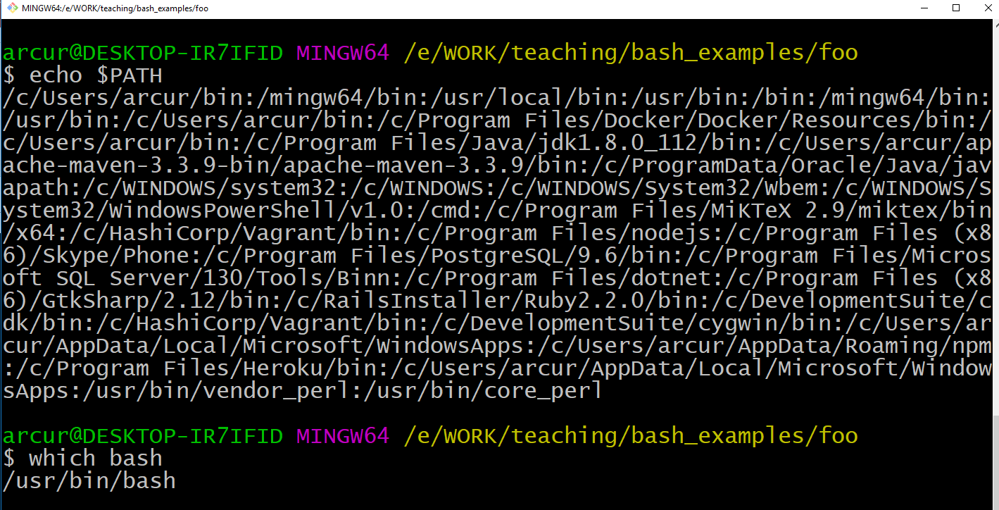 MINGW64:/e/WORK/teaching/bash_examples/foo
arcur@DESKTOP-IR7IFID MINGW64 /e/WORK/teaching/bash_examples/foo
$ echo $PATH
/c/Users/arcur/bin:/mingw64/bin:/usr/local/bin:/usr/bin:/bin:/mingw64/bin:
/usr/bin:/c/Users/arcur/bin:/c/Program Files/Docker/Docker/Resources/bin:/
c/Users/arcur/bin:/c/Program Files/Java/jdk1.8.0_112/bin:/c/Users/arcur/ap
ache-maven-3.3.9-bin/apache-maven-3.3.9/bin:/c/ProgramData/Oracle/Java/jav
apath:/c/WINDOWS/system32:/c/WINDOWS:/c/WINDOWS/System32/Wbem:/c/WINDOWS/S
ystem32/WindowsPowerShell/v1.0:/cmd:/c/Program Files/MiKTeX 2.9/miktex/bin
/x64:/c/HashiCorp/Vagrant/bin:/c/Program Files/nodejs:/c/Program Files (x8
6)/Skype/Phone:/c/Program Files/PostgreSQL/9.6/bin:/c/Program Files/Micros
oft SQL Server/130/Tools/Binn:/c/Program Files/dotnet:/c/Program Files (x8
6)/GtkSharp/2.12/bin:/c/RailsInstaller/Ruby2.2.0/bin:/c/DevelopmentSuite/c
dk/bin:/c/HashiCorp/Vagrant/bin:/c/DevelopmentSuite/cygwin/bin:/c/Users/ar
cur/AppData/Local/Microsoft/WindowsApps:/c/Users/arcur/AppData/Roaming/npm
:/c/Program Files/Heroku/bin:/c/Users/arcur/AppData/Local/Microsoft/Window
sApps:/usr/bin/vendor_perl:/usr/bin/core_perl
arcur@DESKTOP-IR7IFID MINGW64 /e/WORK/teaching/bash_examples/foo
$ which bash
/usr/bin/bash